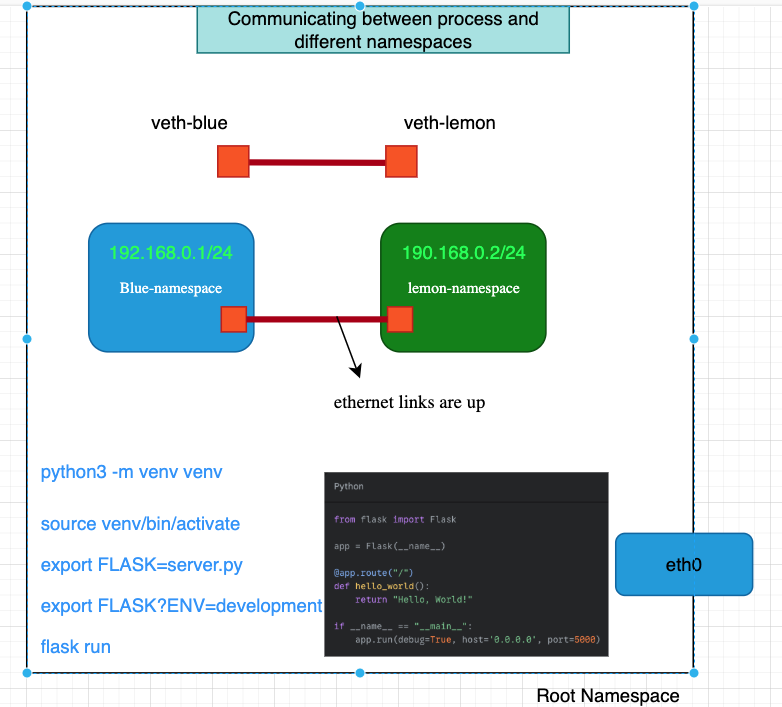 Communicating between process and
different namespaces
veth-blue
veth-lemon
192.168.0.1/24
Blue-namespace
190.168.0.2/24
lemon-namespace
ethernet links are up
python3 -m venv venv
source venv/bin/activate
export FLASK=server.py
export FLASK?ENV=development
flask run
Python
from flask import Flask
app = Flask(__name__)
@app.route("/")
def hello_world():
    return "Hello, World!"
if __name__ == "__main__":
    app.run(debug=True, host='0.0.0.0', port=5000)
eth0
Root Namespace